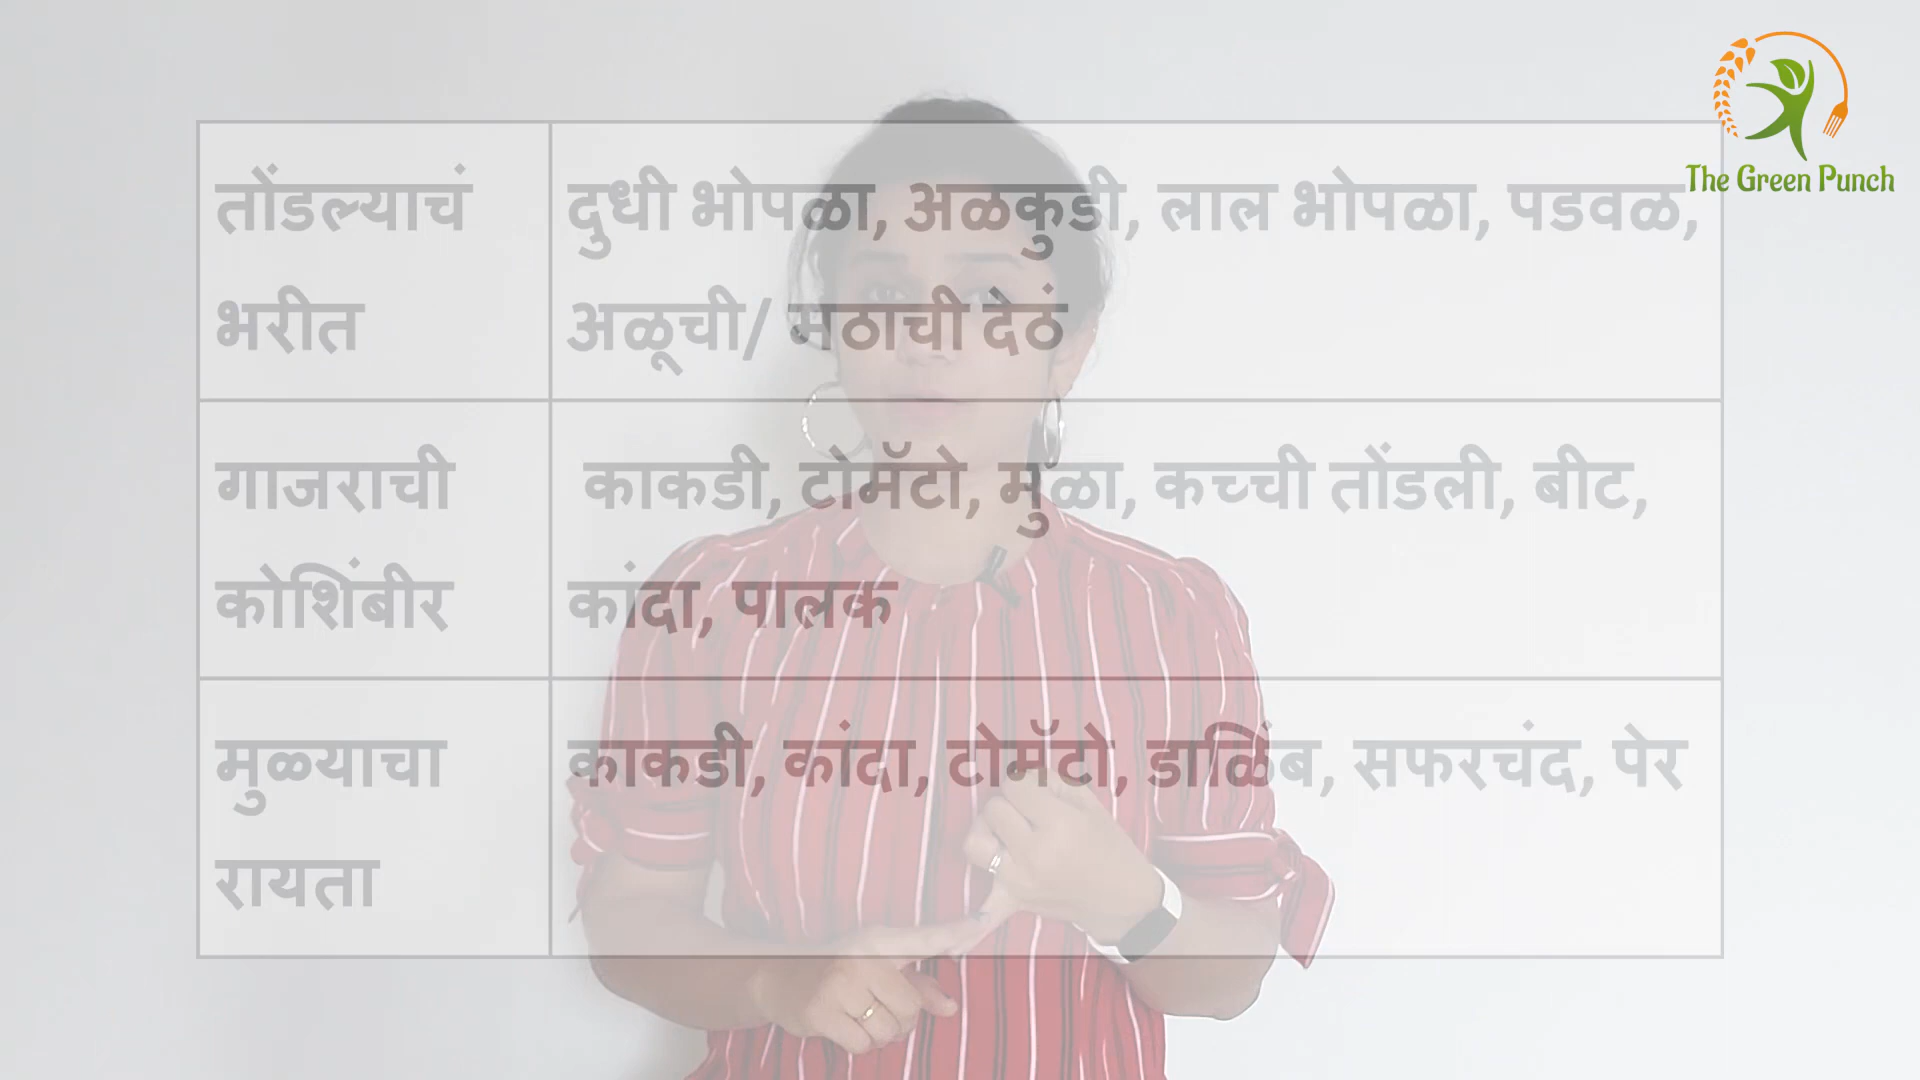 The Green Punch
तोंडल्याचं
भरीत
दुधी भोपळा, अळकुडी, लाल भोपळा, पडवळ,
अळूची/ मठाची देठं
गाजराची
कोशिंबीर
काकडी, टोमॅटो, मुळा, कच्ची तोंडली, बीट,
कांदा, पालक
मुळ्याचा
रायता
काकडी, कांदा, टोमॅटो, डाळिंब, सफरचंद, पेर